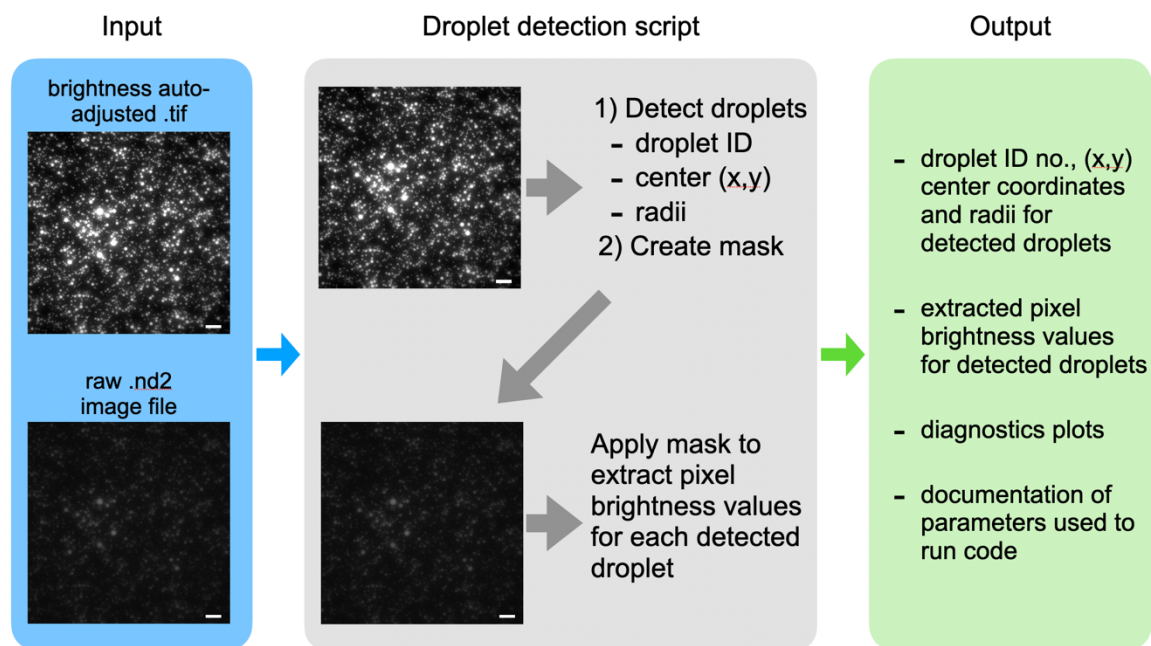 Input
Droplet detection script
Output
brightness auto-
adjusted .tif
raw .nd2
image file
1) Detect droplets
- droplet ID
- center (x,y)
- radii
2) Create mask
Apply mask to
extract pixel
brightness values
for each detected
droplet
- droplet ID no., (x,y)
center coordinates
and radii for
detected droplets
- extracted pixel
brightness values
for detected droplets
- diagnostics plots
- documentation of
parameters used to
run code